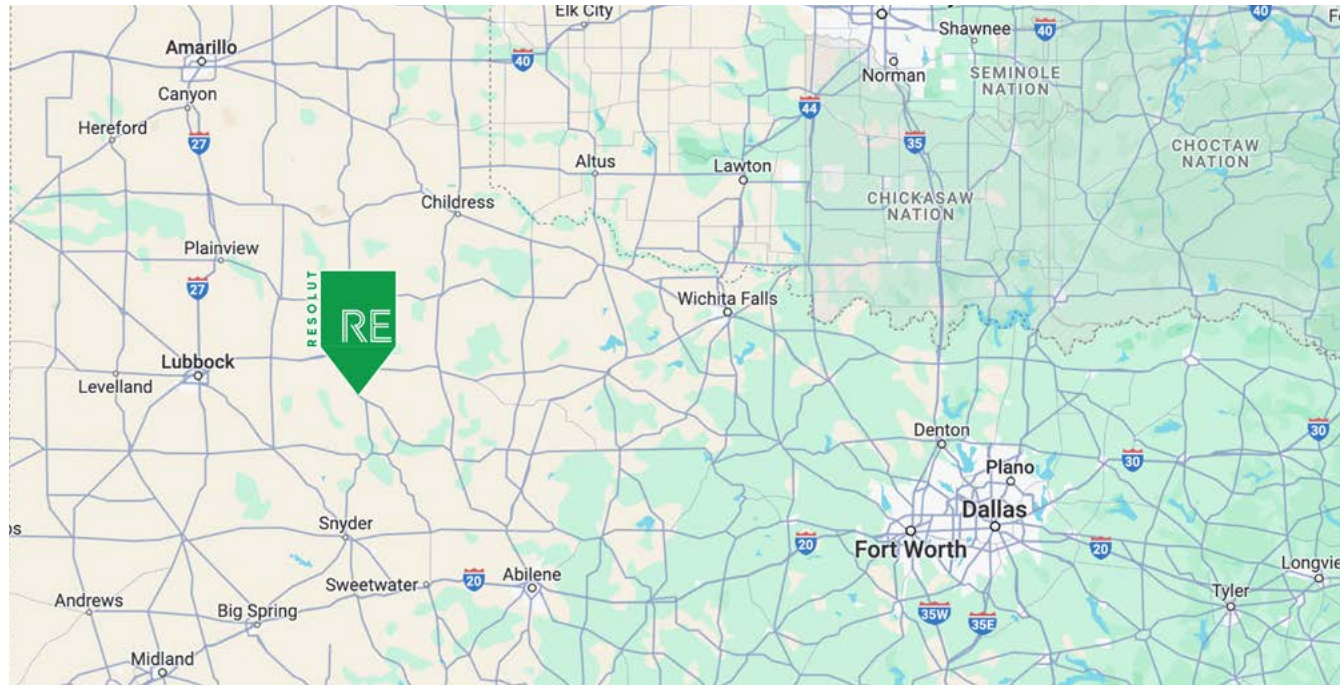 Elk City
40
Shawnee
40
Amarillo
40
Norman
SEMINOLE
NATION
Canyon
44
Hereford
27
35
CHOCTAW
NATION
Altus
Lawton
Childress
CHICKASAW
NATION
Plainview
27
RESOLUT
RE
Wichita Falls
Lubbock
Levelland
Denton
30
30
Plano
Dallas
Snyder
Fort Worth
20
20
Sweetwater
20
Abilene
Longvie
Andrews
Big Spring
35W
35E
Tyler
Midland